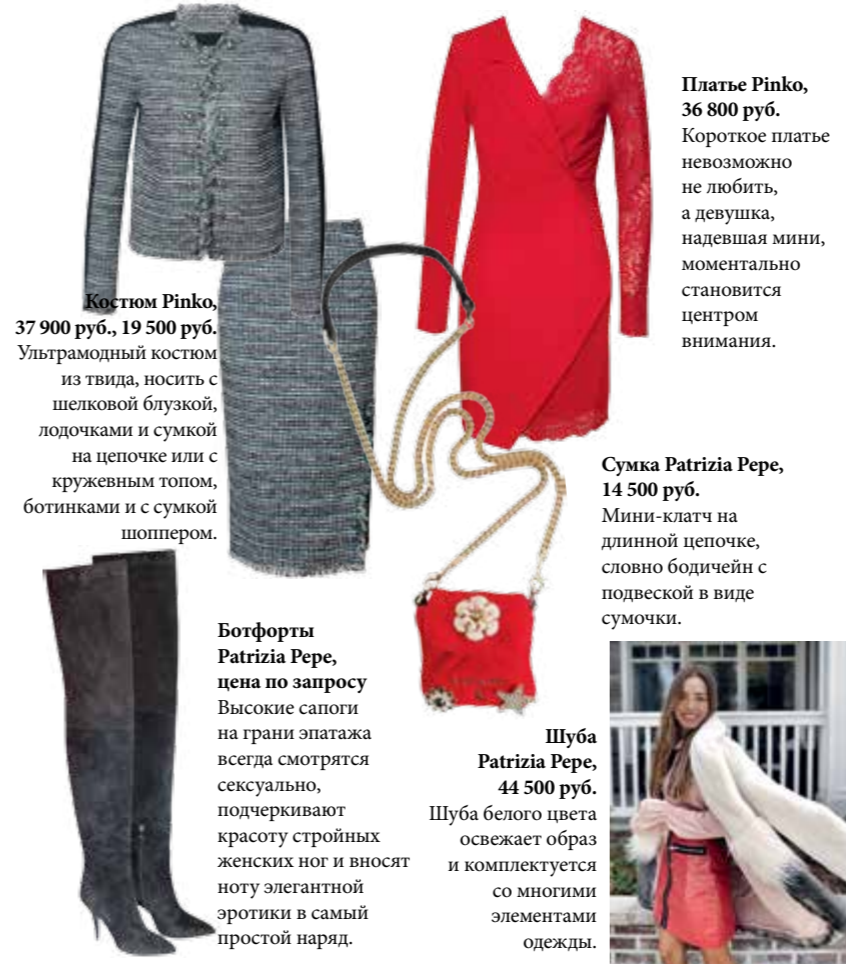 Платье Pinko,
36 800 руб.
Короткое платье
невозможно
не любить,
а девушка,
надевшая мини,
моментально
становится
центром
внимания.
Костюм Pinko,
37 900 руб., 19 500 руб.
Ультрамодный костюм
из твида, носить с
шелковой блузкой,
лодочками и сумкой
на цепочке или с
кружевным топом,
ботинками и с сумкой
шоппером.
Сумка Patrizia Pepe,
14 500 руб.
Мини-клатч на
длинной цепочке,
словно бодичейн с
подвеской в виде
сумочки.
Ботфорты
Patrizia Pepe,
цена по запросу
Высокие сапоги
на грани эпатажа
всегда смотрятся
сексуально,
подчеркивают
красоту стройных
женских ног и вносят
ноту элегантной
эротики в самый
простой наряд.
Шуба
Patrizia Pepe,
44 500 руб.
Шуба белого цвета
освежает образ
и комплектуется
со многими
элементами
одежды.